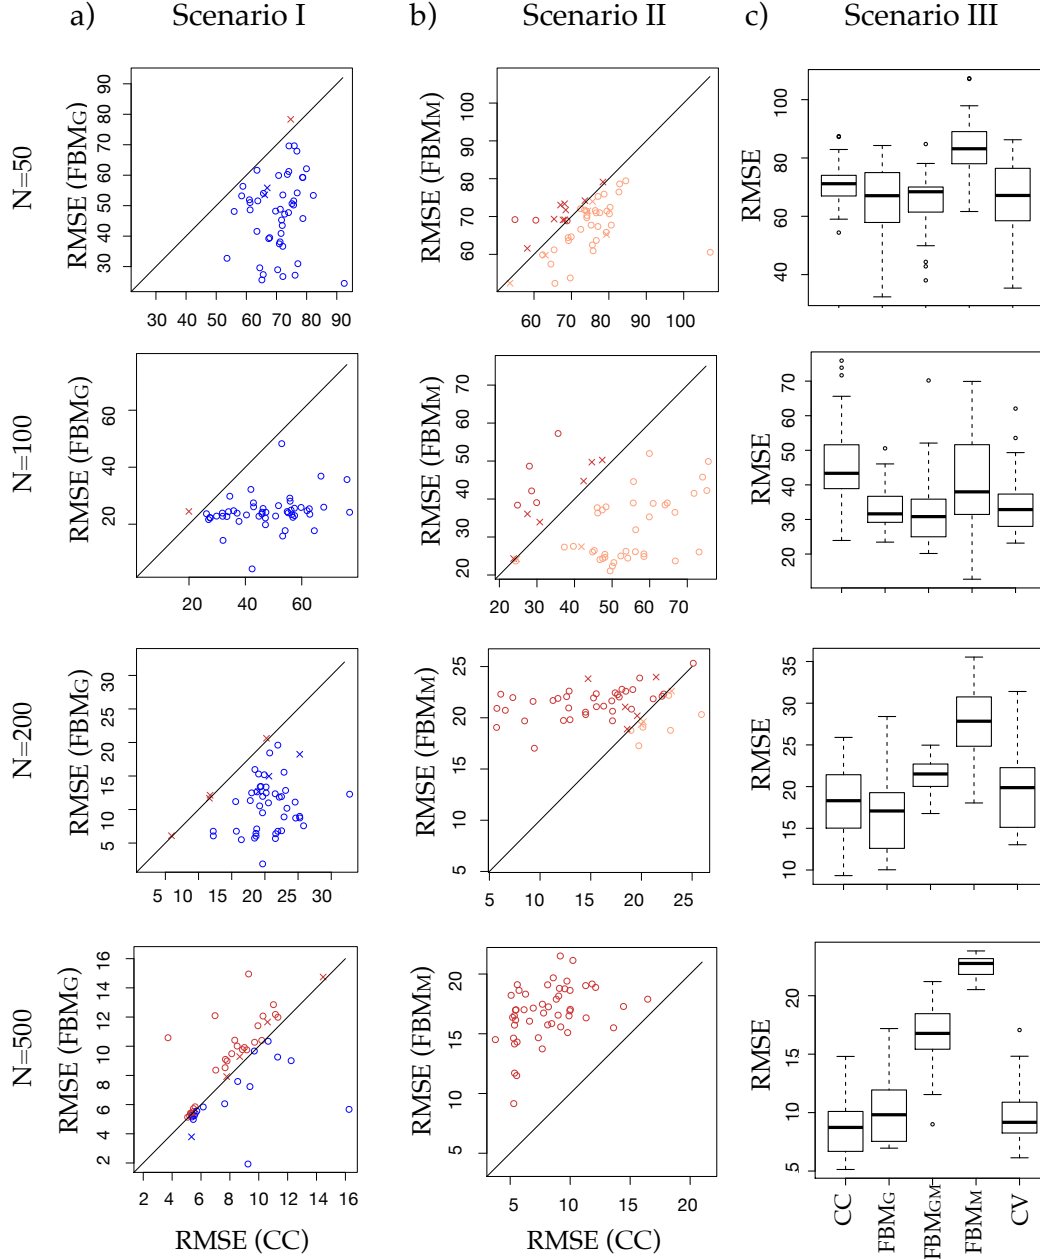 a) Scenario I b) Scenario II c) Scenario III
N=50
RMSE (FBMG)
30 40 50 60 70 80 90
30 40 50 60 70 80 90
RMSE (FBMM)
60 70 80 90 100
60 70 80 90 100
RMSE
40 60 80 100
N=100
RMSE (FBMG)
20 40 60
20 40 60
RMSE (FBMM)
20 30 40 50 60 70
20 30 40 50 60 70
RMSE
20 30 40 50 60 70
N=200
RMSE (FBMG)
5 10 15 20 25 30
5 10 15 20 25 30
RMSE (FBMM)
5 10 15 20 25
5 10 15 20 25
RMSE
10 15 20 25 30 35
N=500
RMSE (FBMG)
2 4 6 8 10 12 14 16
2 4 6 8 10 12 14 16
RMSE (FBMM)
5 10 15 20
5 10 15 20
RMSE
5 10 15 20
CC FBMG FBMGM FBMM CV
RMSE (CC) RMSE (CC)